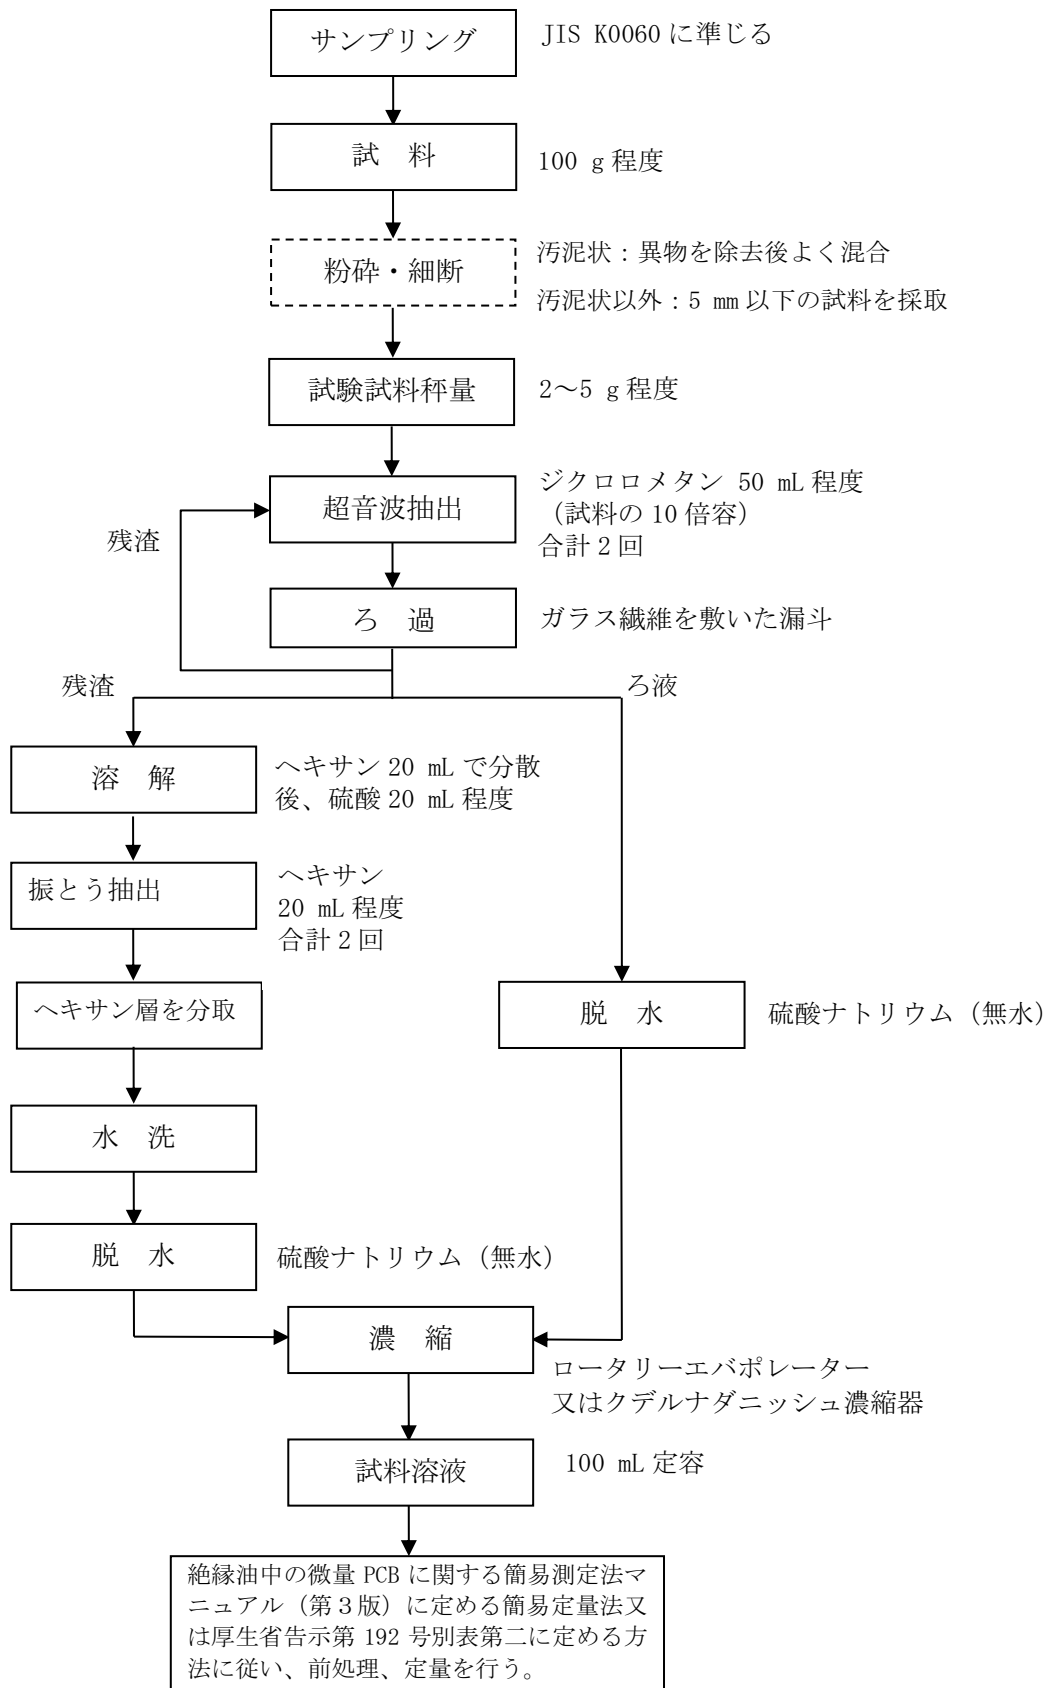 サンプリング
JIS K0060 に準じる
試　料
100 g 程度
粉砕・細断
汚泥状：異物を除去後よく混合
汚泥状以外：5 ㎜以下の試料を採取
試験試料秤量
2～5 g 程度
超音波抽出
ジクロロメタン 50 mL 程度
（試料の 10 倍容）
合計 2 回
残渣
ろ　過
ガラス繊維を敷いた漏斗
残渣
ろ液
溶　解
ヘキサン 20 mL で分散
後、硫酸 20 mL 程度
振とう抽出
ヘキサン
20 mL 程度
合計 2 回
ヘキサン層を分取
脱　水
硫酸ナトリウム（無水）
水　洗
脱　水
硫酸ナトリウム（無水）
濃　縮
ロータリーエバポレーター
又はクデルナダニッシュ濃縮器
試料溶液
100 mL 定容
絶縁油中の微量 PCB に関する簡易測定法マ
ニュアル（第３版）に定める簡易定量法又
は厚生省告示第 192 号別表第二に定める方
法に従い、前処理、定量を行う。